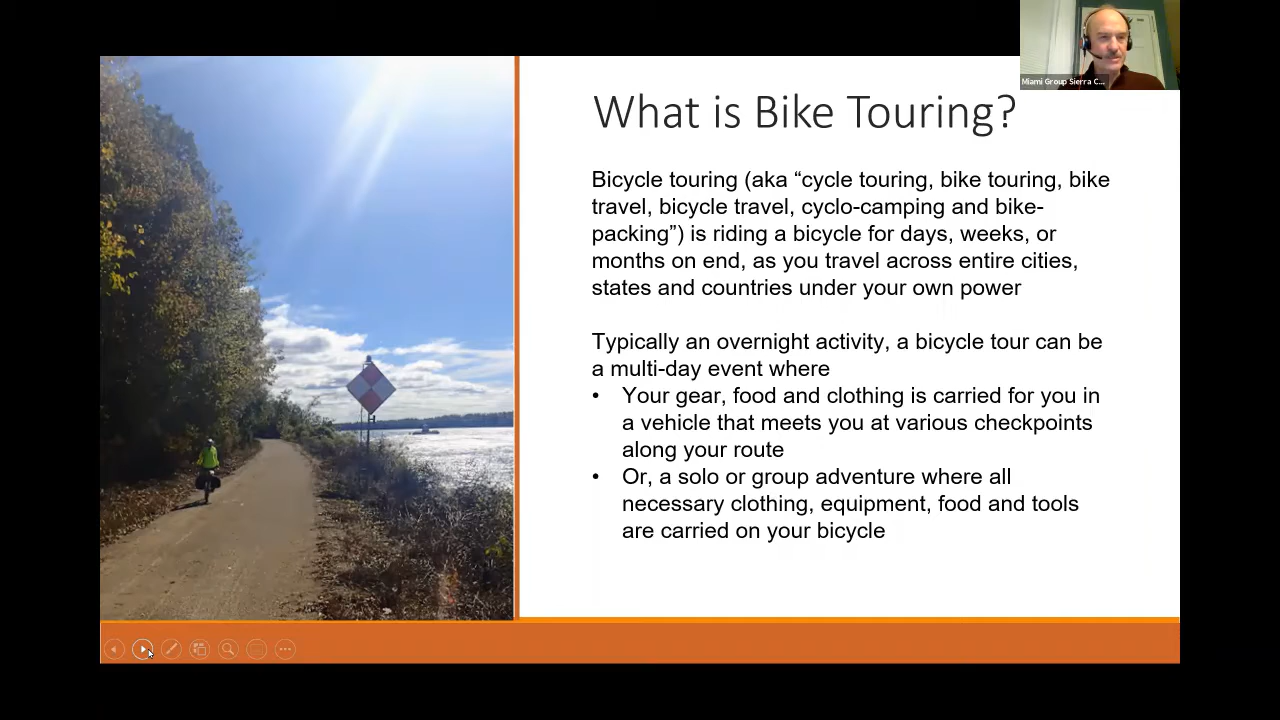 Miami Group Sierra C...
What is Bike Touring?
Bicycle touring (aka “cycle touring, bike touring, bike
travel, bicycle travel, cyclo-camping and bike-
packing”) is riding a bicycle for days, weeks, or
months on end, as you travel across entire cities,
states and countries under your own power
Typically an overnight activity, a bicycle tour can be
a multi-day event where
• Your gear, food and clothing is carried for you in
a vehicle that meets you at various checkpoints
along your route
• Or, a solo or group adventure where all
necessary clothing, equipment, food and tools
are carried on your bicycle